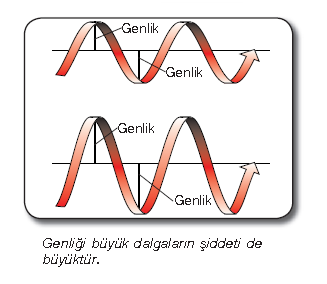 Genlik
Genlik
Genlik
Genlik
Genliği büyük dalgaların şiddeti de
büyüktür.